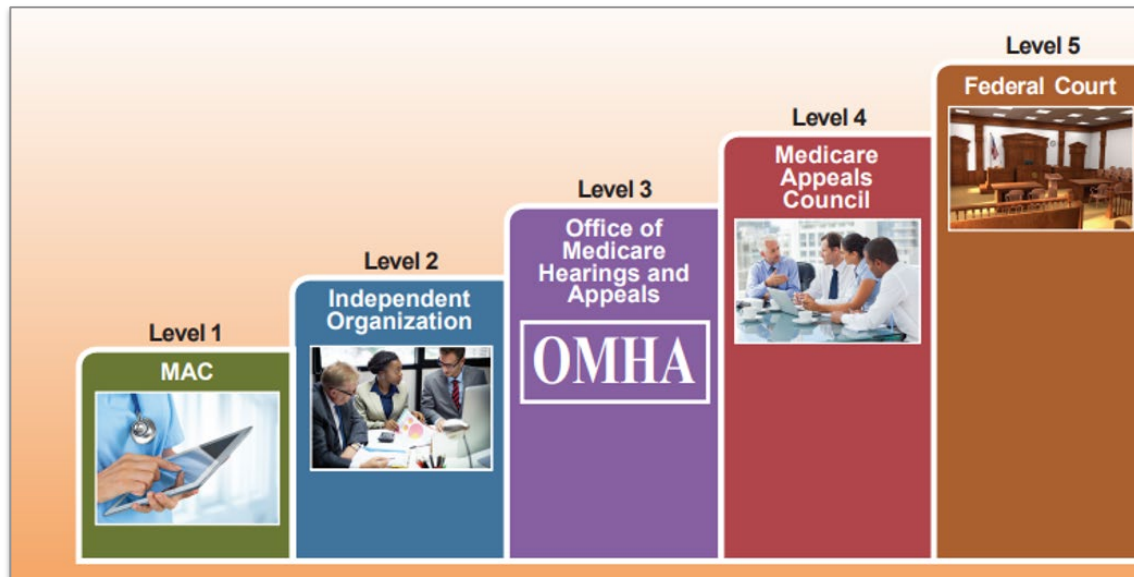 Level 1
MAC
Level 2
Independent
Organization
Level 3
Office of
Medicare
Hearings and
Appeals
OMHA
Level 4
Medicare
Appeals
Council
Level 5
Federal Court